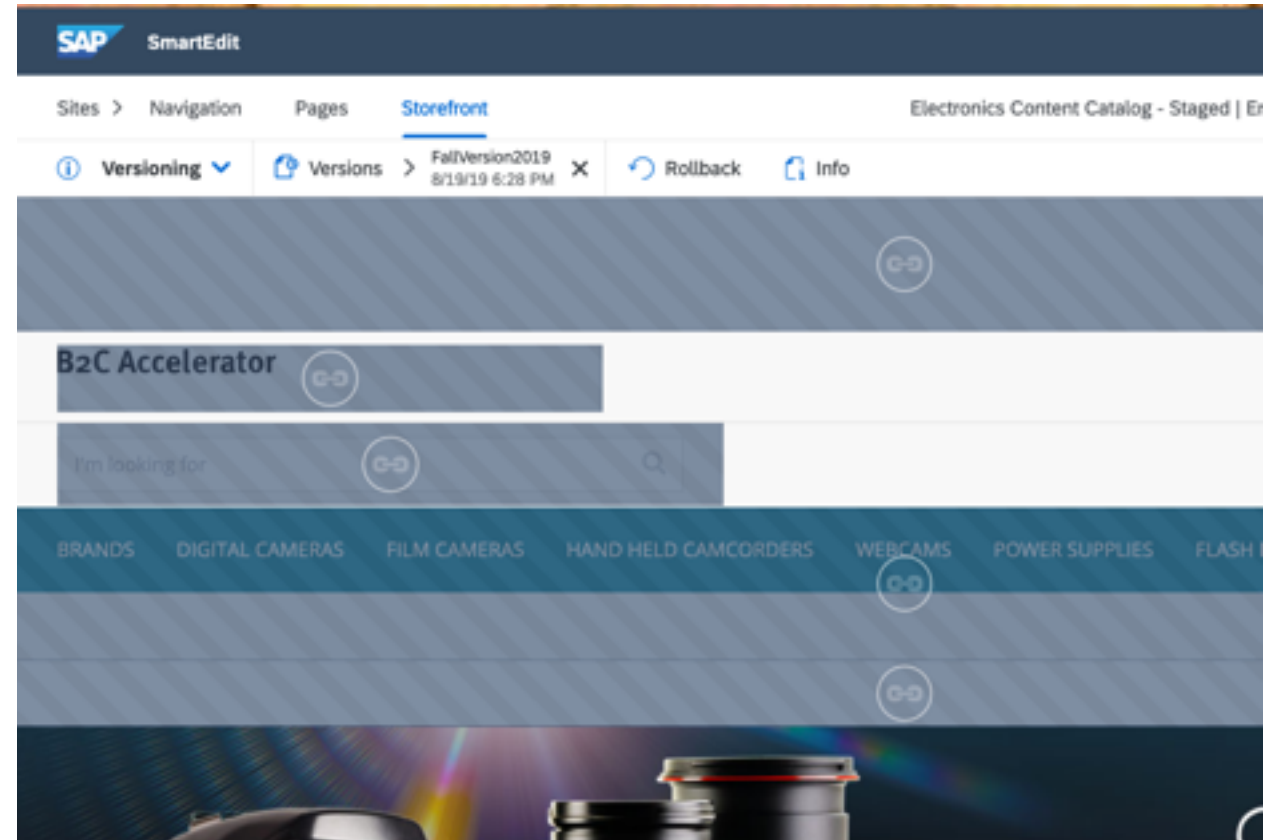 SAP SmartEdit
Sites > Navigation Pages Storefront Electronics Content Catalog - Staged |
Versioning Versions > FallVersion2019 Rollback Info
8/19/19 6:28 PM
B2C Accelerator
I'm looking for
BRANDS DIGITAL CAMERAS FILM CAMERAS HAND HELD CAMCORDERS WEBCAMS POWER SUPPLIES FLASH